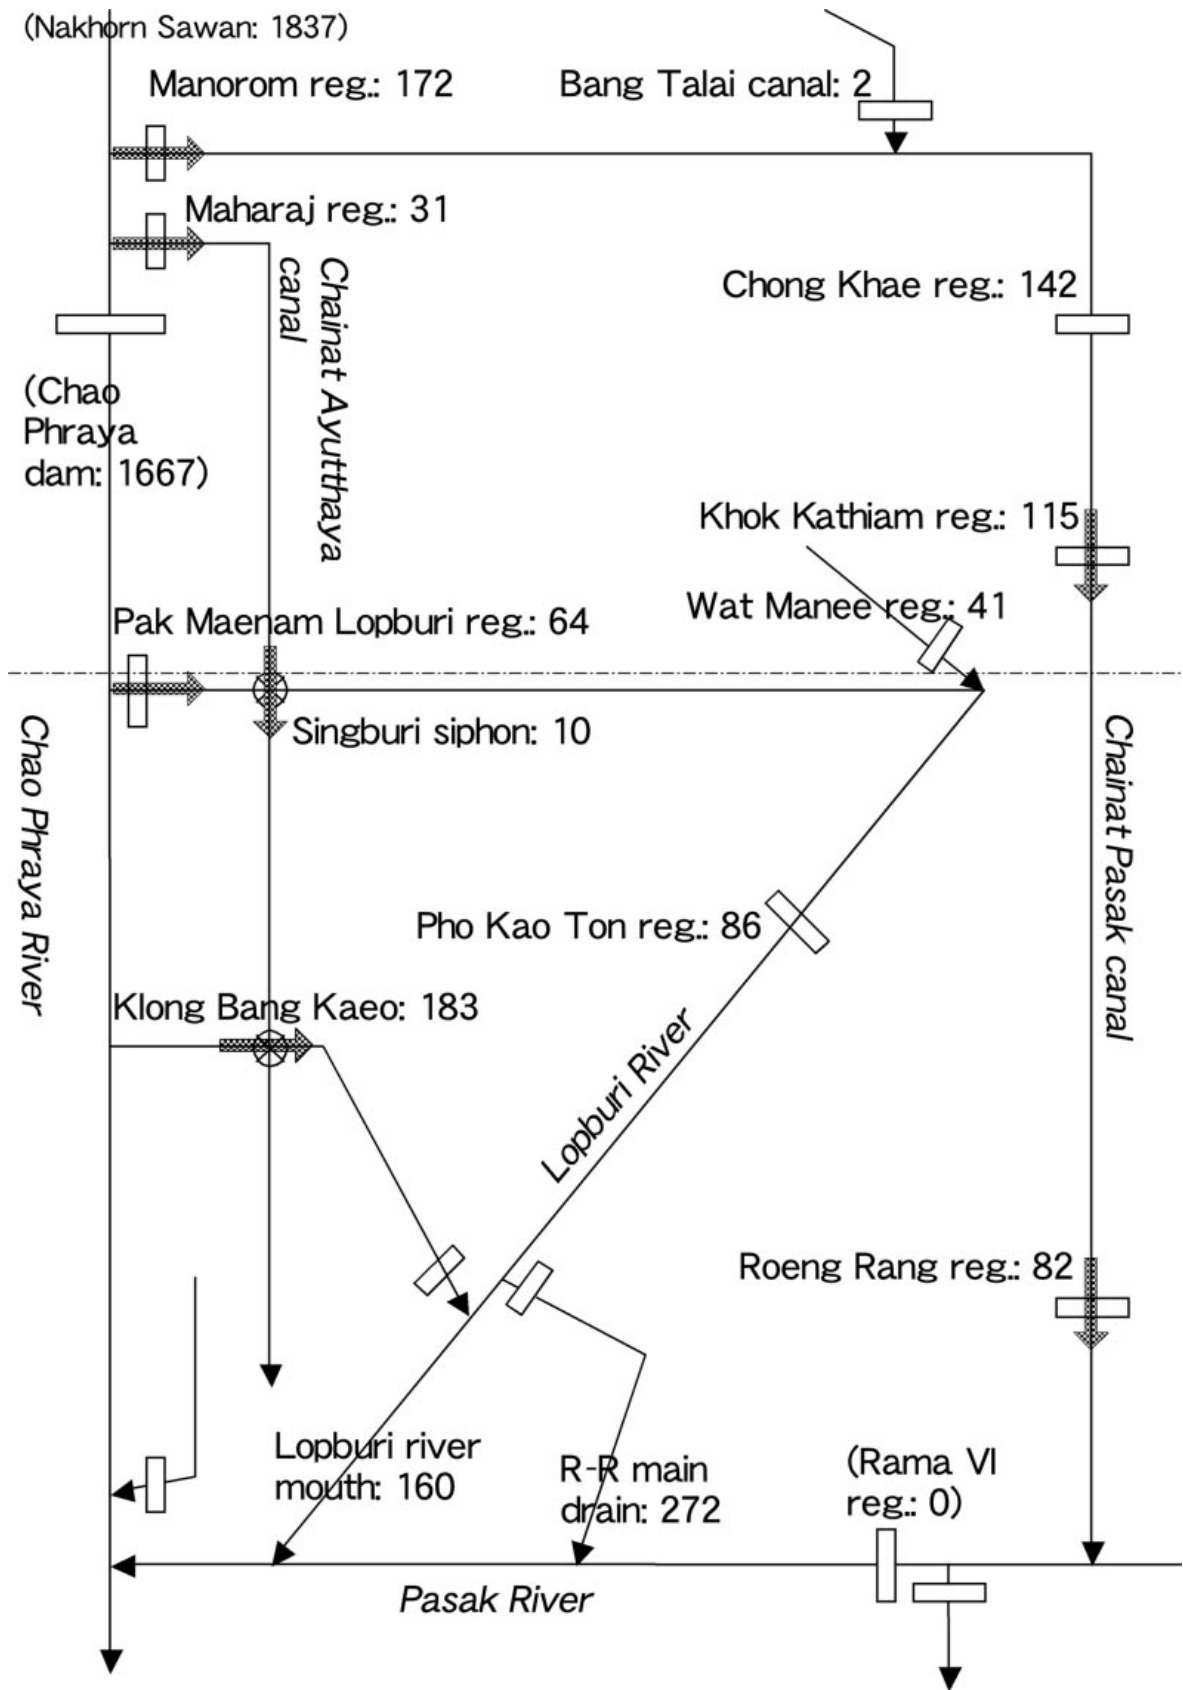 (Nakhorn Sawan: 1837)
Manorom reg.: 172
Bang Talai canal: 2
Maharaj reg.: 31
Chainat Ayutthaya
canal
Chong Khae reg.: 142
(Chao
Phraya
dam: 1667)
Khok Kathiam reg.: 115
Wat Manee reg.: 41
Pak Maenam Lopburi reg.: 64
Singburi siphon: 10
Chao Phraya River
Chainat Pasak canal
Pho Kao Ton reg.: 86
Klong Bang Kaeo: 183
Lopburi River
Roeng Rang reg.: 82
Lopburi river
mouth: 160
R-R main
drain: 272
(Rama VI
reg.: 0)
Pasak River